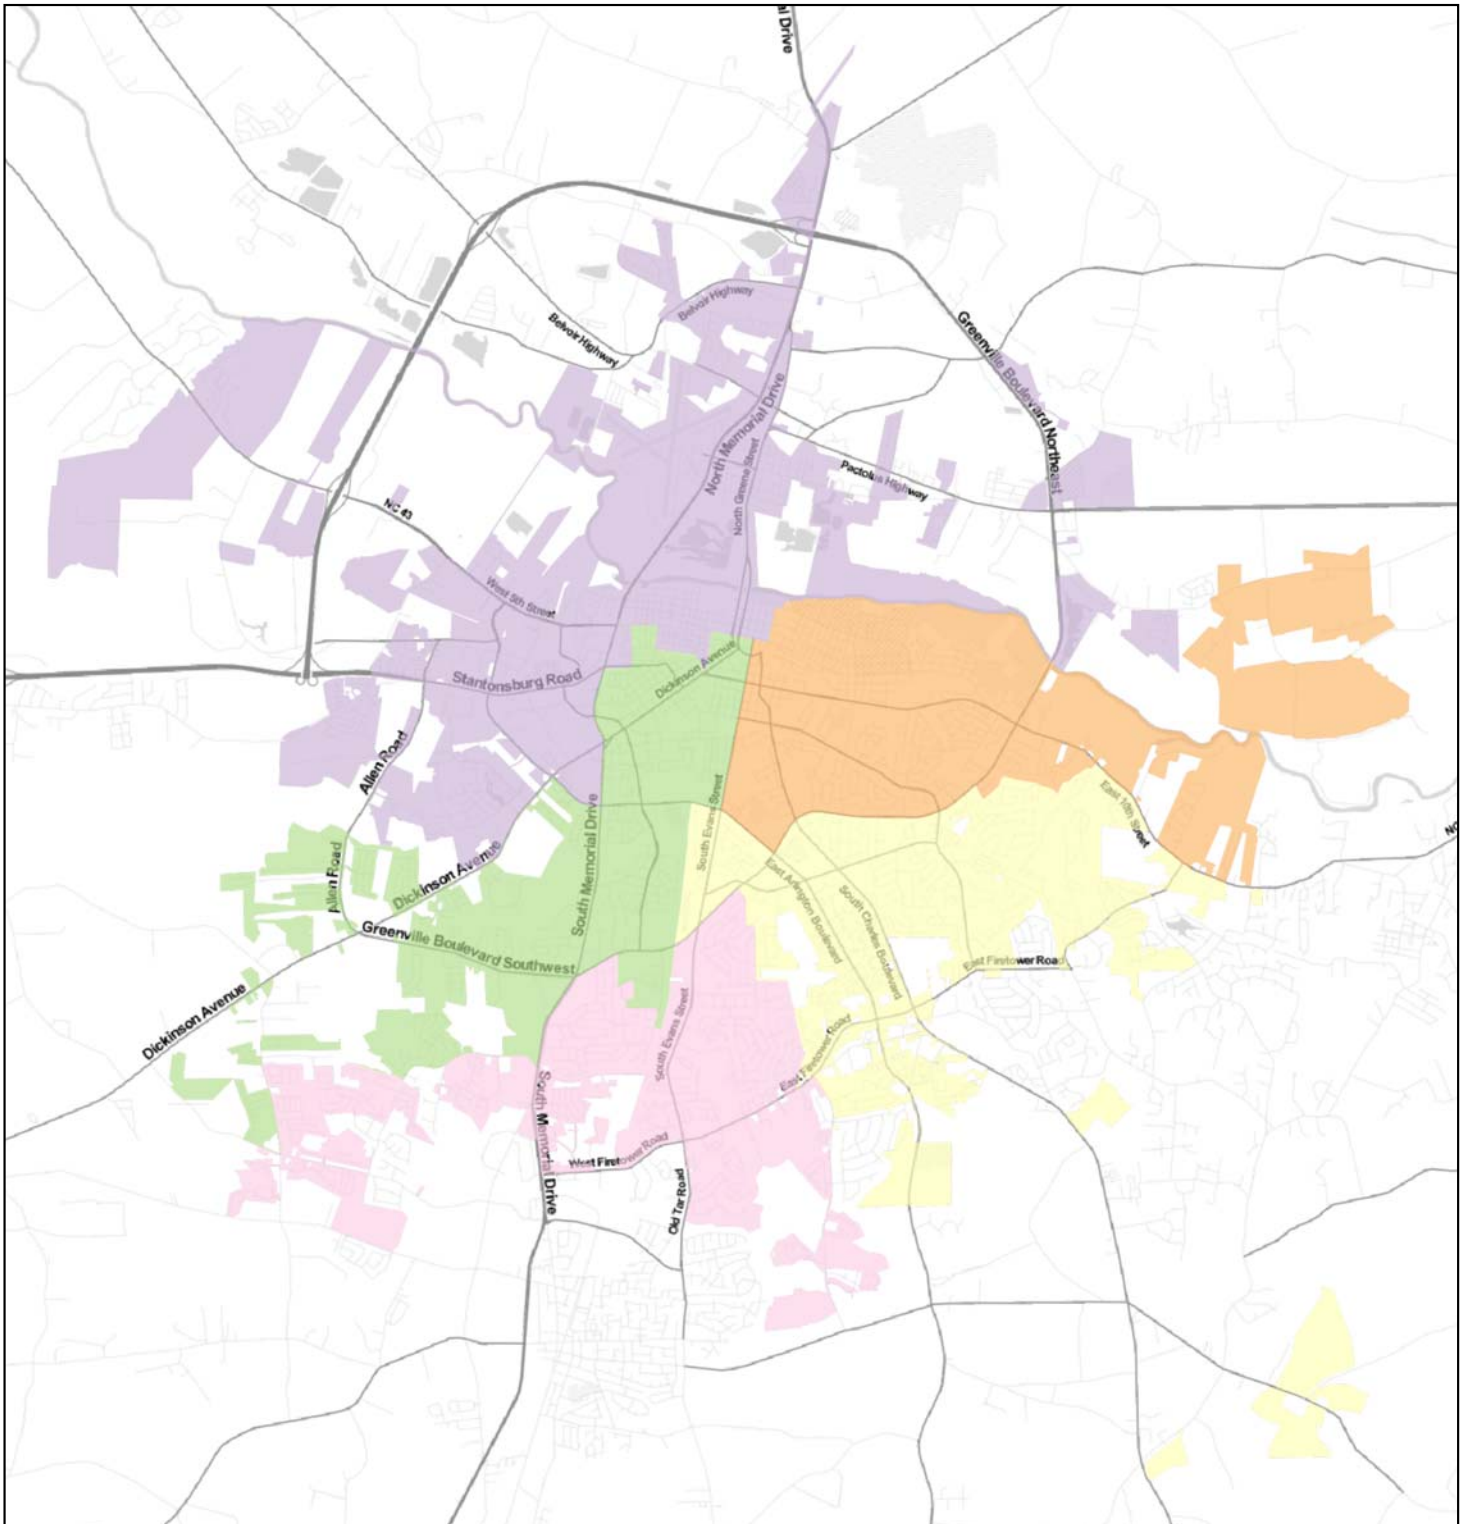 al Drive
Belvoir Highway
Belvoir Highway
Greenville Boulevard Northeast
North Memorial Drive
North Greene Street
Pactolus Highway
NC 43
West 5th Street
Dickinson Avenue
Stantonsburg Road
Allen Road
South Evans Street
East 10th Street
NC
South Memorial Drive
Allen Road
Dickinson Avenue
East Arlington Boulevard
South Charles Boulevard
Greenville Boulevard Southwest
East Firetower Road
Dickinson Avenue
South Evans Street
East Firetower Road
South Memorial Drive
West Firetower Road
Old Tar Road